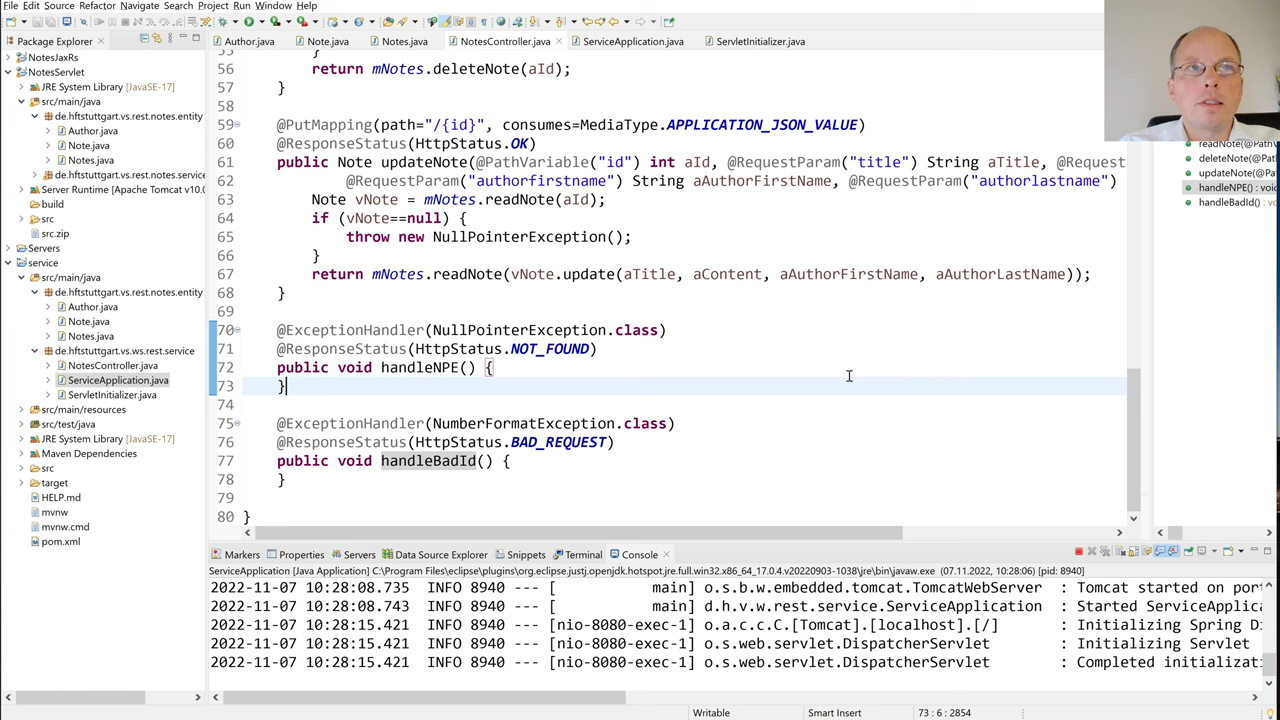 File Edit Source Refactor Navigate Search Project Run Window Help
Package Explorer
NotesJaxRs
NotesServlet
JRE System Library [JavaSE-17]
src/main/java
de.hftstuttgart.vs.rest.notes.entity
Author.java
Note.java
Notes.java
de.hftstuttgart.vs.rest.notes.service
Server Runtime [Apache Tomcat v10.0
build
src
src.zip
Servers
service
src/main/java
de.hftstuttgart.vs.rest.notes.entity
Author.java
Note.java
Notes.java
de.hftstuttgart.vs.ws.rest.service
NotesController.java
ServiceApplication.java
ServletInitializer.java
src/main/resources
src/test/java
JRE System Library [JavaSE-17]
Maven Dependencies
src
target
HELP.md
mvnw
mvnw.cmd
pom.xml
Author.java Note.java Notes.java NotesController.java ServiceApplication.java ServletInitializer.java
55 }
56 return mNotes.deleteNote(aId);
57 }
58
59 @PutMapping(path="/{id}", consumes=MediaType.APPLICATION_JSON_VALUE)
60 @ResponseStatus(HttpStatus.OK)
61 public Note updateNote(@PathVariable("id") int aId, @RequestParam("title") String aTitle, @Request
62 @RequestParam("authorfirstname") String aAuthorFirstName, @RequestParam("authorlastname")
63 Note vNote = mNotes.readNote(aId);
64 if (vNote==null) {
65 throw new NullPointerException();
66 }
67 return mNotes.readNote(vNote.update(aTitle, aContent, aAuthorFirstName, aAuthorLastName));
68 }
69
70 @ExceptionHandler(NullPointerException.class)
71 @ResponseStatus(HttpStatus.NOT_FOUND)
72 public void handleNPE() {
73 }
74
75 @ExceptionHandler(NumberFormatException.class)
76 @ResponseStatus(HttpStatus.BAD_REQUEST)
77 public void handleBadId() {
78 }
79
80 }
readNote(@PathV
deleteNote(@Path
updateNote(@Pat
handleNPE() : voic
handleBadId() : vo
Markers Properties Servers Data Source Explorer Snippets Terminal Console
ServiceApplication [Java Application] C:\Program Files\eclipse\plugins\org.eclipse.justj.openjdk.hotspot.jre.full.win32.x86_64_17.0.4.v20220903-1038\jre\bin\javaw.exe (07.11.2022, 10:28:06) [pid: 8940]
2022-11-07 10:28:08.735 INFO 8940 --- [ main] o.s.b.w.embedded.tomcat.TomcatWebServer : Tomcat started on port
2022-11-07 10:28:08.743 INFO 8940 --- [ main] d.h.v.w.rest.service.ServiceApplication : Started ServiceApplica
2022-11-07 10:28:15.421 INFO 8940 --- [nio-8080-exec-1] o.a.c.c.C.[Tomcat].[localhost].[/] : Initializing Spring Di
2022-11-07 10:28:15.421 INFO 8940 --- [nio-8080-exec-1] o.s.web.servlet.DispatcherServlet : Initializing Servlet
2022-11-07 10:28:15.421 INFO 8940 --- [nio-8080-exec-1] o.s.web.servlet.DispatcherServlet : Completed initializati
Writable Smart Insert 73 : 6 : 2854